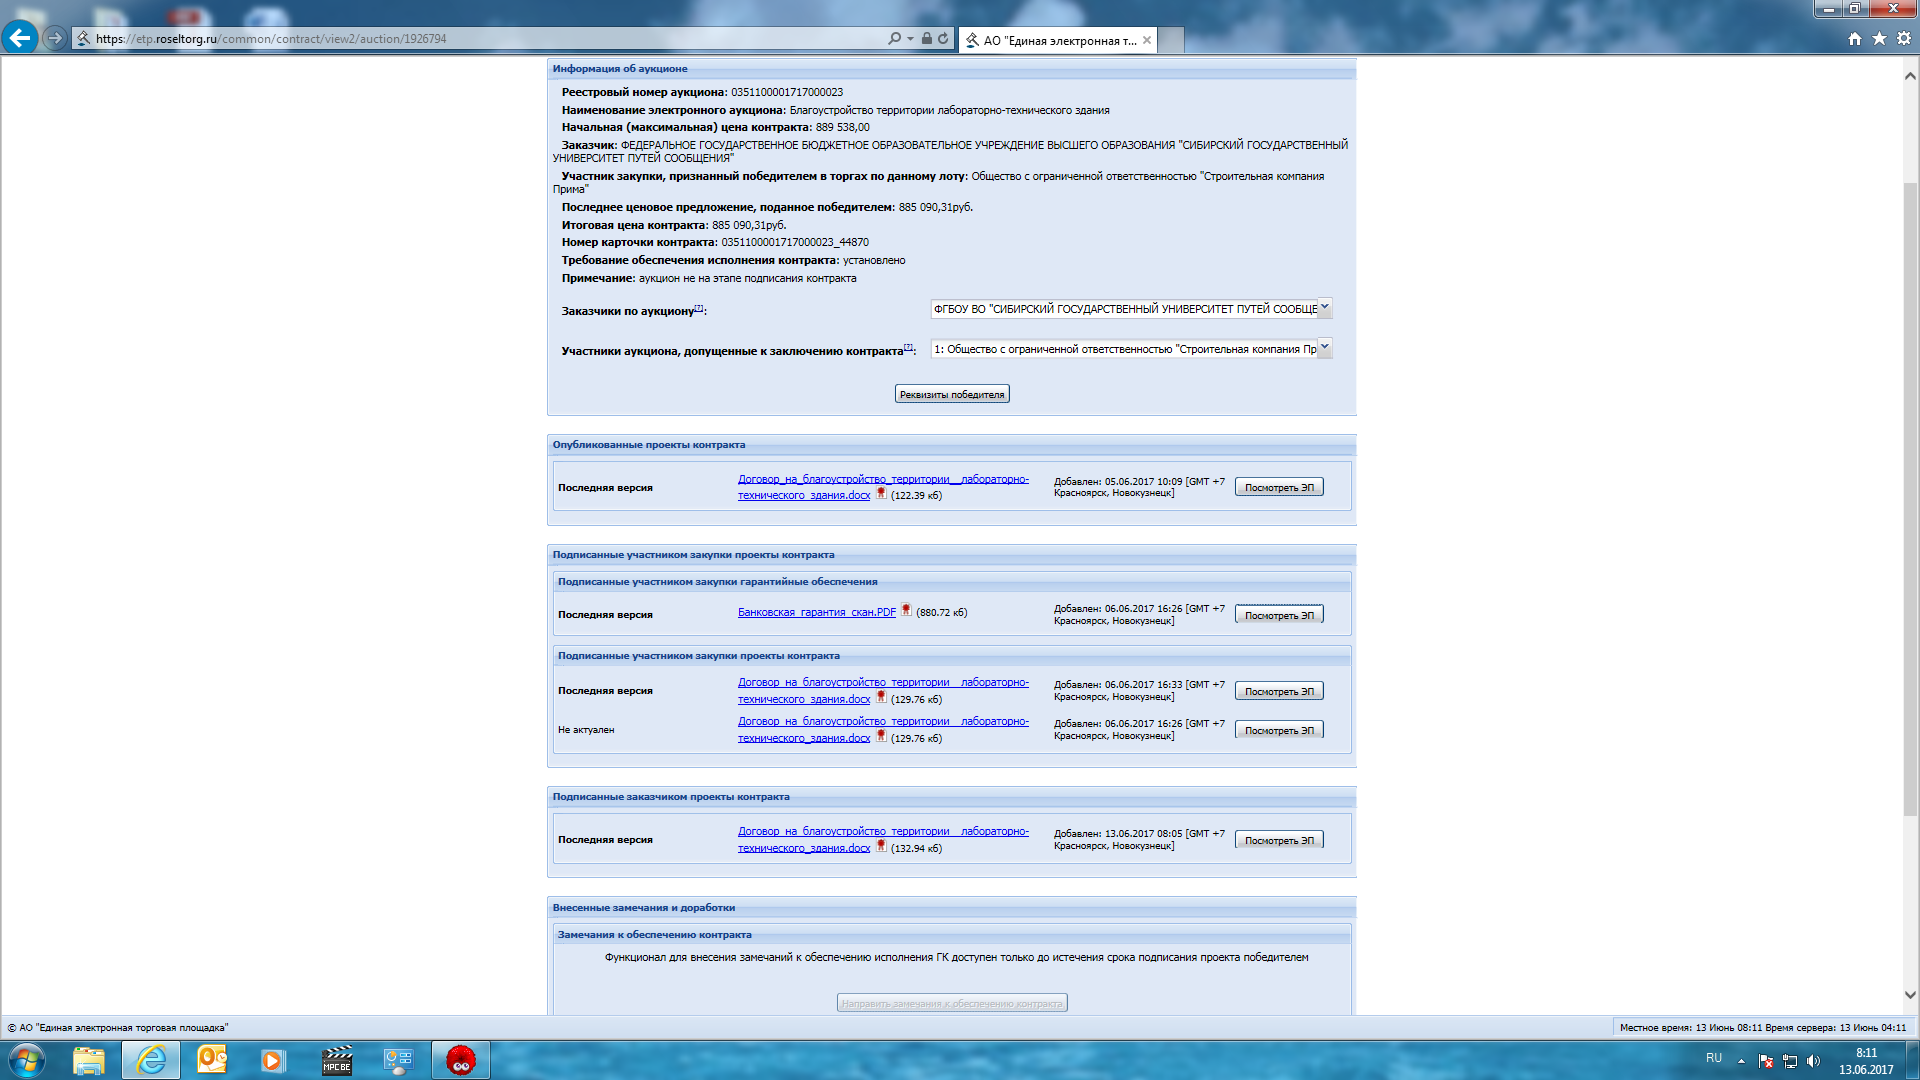 https://etp.roseltorg.ru/common/contract/view2/auction/1926794
АО "Единая электронная т...
Информация об аукционе
Реестровый номер аукциона: 0351100001717000023
Наименование электронного аукциона: Благоустройство территории лабораторно-технического здания
Начальная (максимальная) цена контракта: 889 538,00
Заказчик: ФЕДЕРАЛЬНОЕ ГОСУДАРСТВЕННОЕ БЮДЖЕТНОЕ ОБРАЗОВАТЕЛЬНОЕ УЧРЕЖДЕНИЕ ВЫСШЕГО ОБРАЗОВАНИЯ "СИБИРСКИЙ ГОСУДАРСТВЕННЫЙ
УНИВЕРСИТЕТ ПУТЕЙ СООБЩЕНИЯ"
Участник закупки, признанный победителем в торгах по данному лоту: Общество с ограниченной ответственностью "Строительная компания
Прима"
Последнее ценовое предложение, поданное победителем: 885 090,31руб.
Итоговая цена контракта: 885 090,31руб.
Номер карточки контракта: 0351100001717000023_44870
Требование обеспечения исполнения контракта: установлено
Примечание: аукцион не на этапе подписания контракта
Заказчики по аукциону[?]: ФГБОУ ВО "СИБИРСКИЙ ГОСУДАРСТВЕННЫЙ УНИВЕРСИТЕТ ПУТЕЙ СООБЩЕ
Участники аукциона, допущенные к заключению контракта[?]: 1: Общество с ограниченной ответственностью "Строительная компания Пр
Реквизиты победителя
Опубликованные проекты контракта
Последняя версия
Договор_на_благоустройство_территории__лабораторно-
технического_здания.docx (122.39 кб)
Добавлен: 05.06.2017 10:09 [GMT +7
Красноярск, Новокузнецк]
Посмотреть ЭП
Подписанные участником закупки проекты контракта
Подписанные участником закупки гарантийные обеспечения
Последняя версия
Банковская_гарантия_скан.PDF (880.72 кб)
Добавлен: 06.06.2017 16:26 [GMT +7
Красноярск, Новокузнецк]
Посмотреть ЭП
Подписанные участником закупки проекты контракта
Последняя версия
Договор_на_благоустройство_территории__лабораторно-
технического_здания.docx (129.76 кб)
Добавлен: 06.06.2017 16:33 [GMT +7
Красноярск, Новокузнецк]
Посмотреть ЭП
Не актуален
Договор_на_благоустройство_территории__лабораторно-
технического_здания.docx (129.76 кб)
Добавлен: 06.06.2017 16:26 [GMT +7
Красноярск, Новокузнецк]
Посмотреть ЭП
Подписанные заказчиком проекты контракта
Последняя версия
Договор_на_благоустройство_территории__лабораторно-
технического_здания.docx (132.94 кб)
Добавлен: 13.06.2017 08:05 [GMT +7
Красноярск, Новокузнецк]
Посмотреть ЭП
Внесенные замечания и доработки
Замечания к обеспечению контракта
Функционал для внесения замечаний к обеспечению исполнения ГК доступен только до истечения срока подписания проекта победителем
Направить замечания к обеспечению контракта
© АО "Единая электронная торговая площадка"
Местное время: 13 Июнь 08:11 Время сервера: 13 Июнь 04:11
MPC BE
RU
8:11
13.06.2017